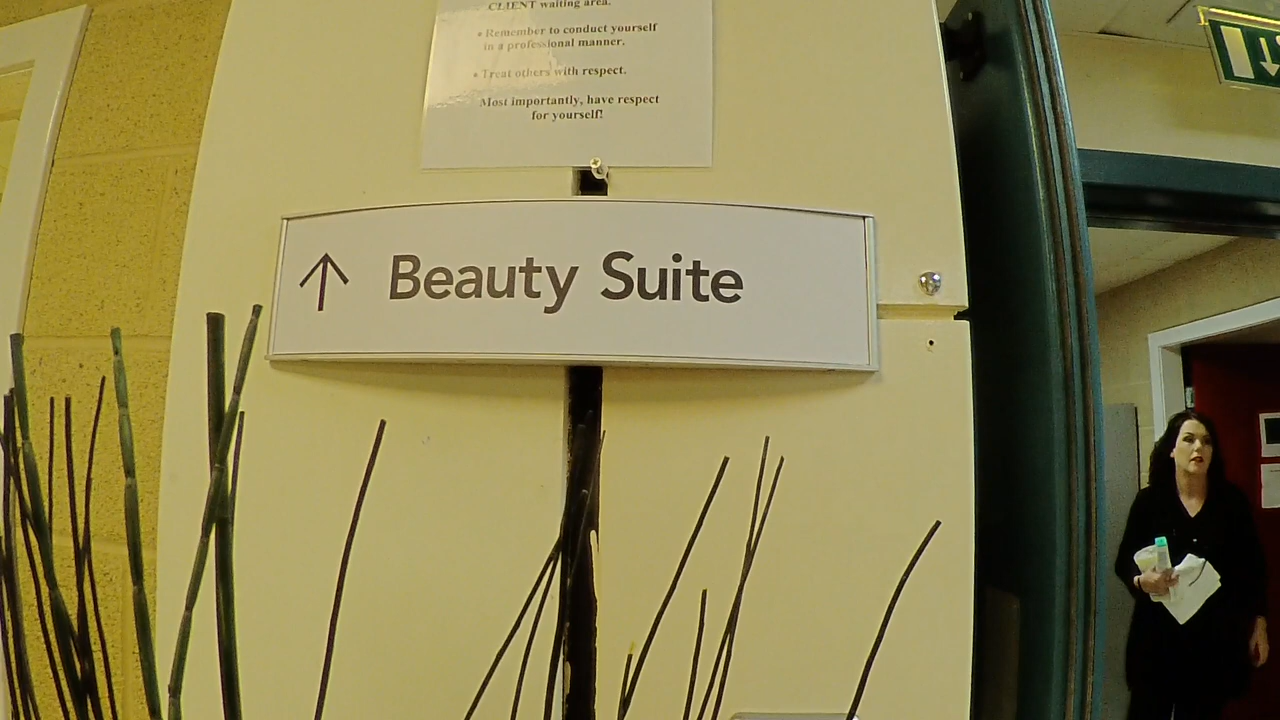 CLIENT waiting area.
• Remember to conduct yourself
in a professional manner.
• Treat others with respect.
Most importantly, have respect
for yourself!
↑ Beauty Suite